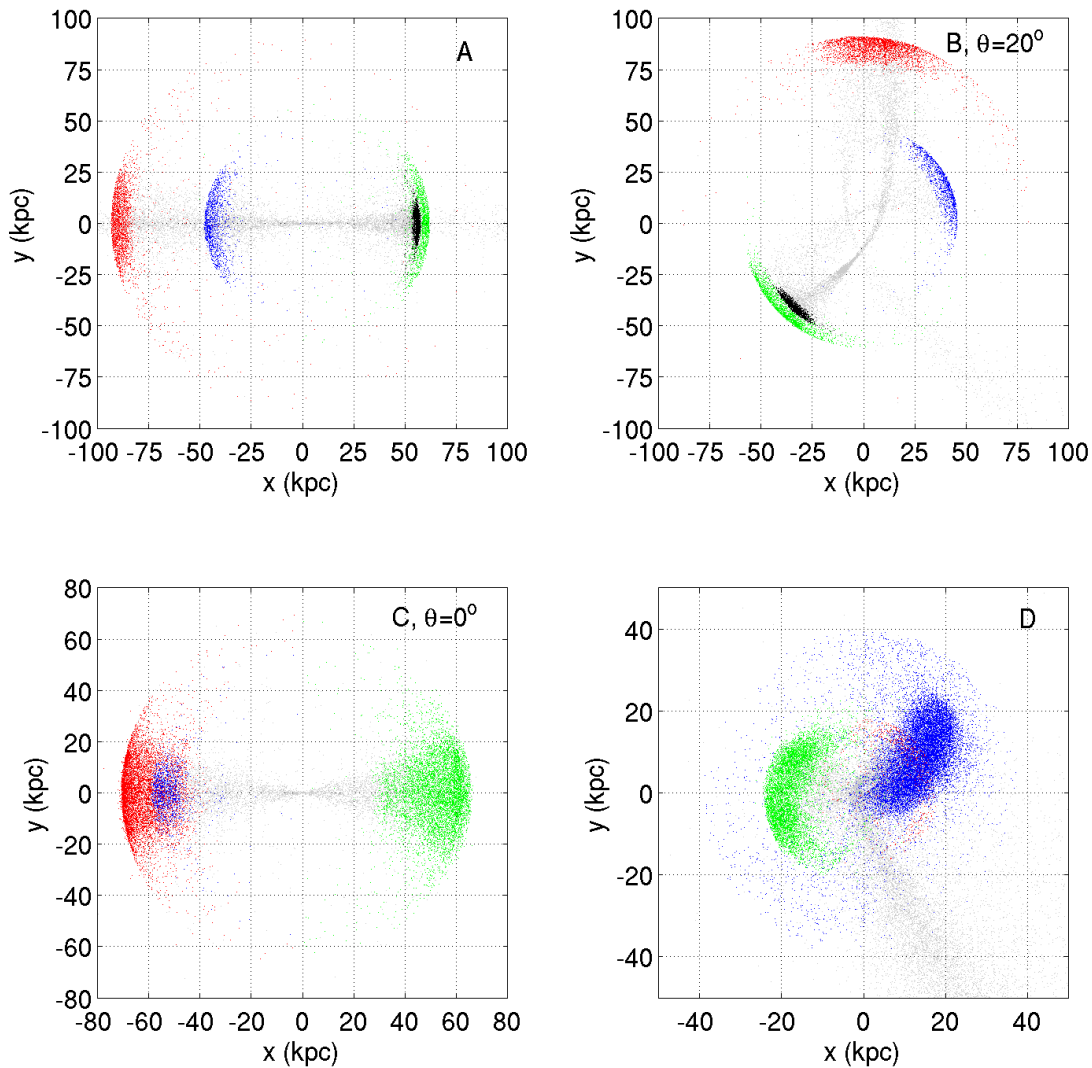 A
100
75
50
25
0
-25
-50
-75
-100
-100 -75 -50 -25 0 25 50 75 100
x (kpc)
y (kpc)
B, θ=20°
100
75
50
25
0
-25
-50
-75
-100
-100 -75 -50 -25 0 25 50 75 100
x (kpc)
y (kpc)
C, θ=0°
80
60
40
20
0
-20
-40
-60
-80
-80 -60 -40 -20 0 20 40 60 80
x (kpc)
y (kpc)
D
40
20
0
-20
-40
-40 -20 0 20 40
x (kpc)
y (kpc)